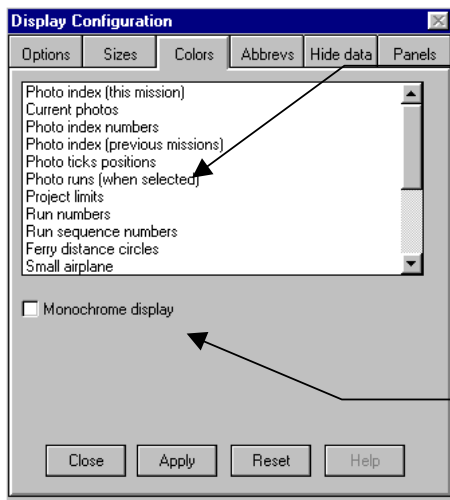 Display Configuration
Options Sizes Colors Abbrevs Hide data Panels
Photo index (this mission)
Current photos
Photo index numbers
Photo index (previous missions)
Photo ticks positions
Photo runs (when selected)
Project limits
Run numbers
Run sequence numbers
Ferry distance circles
Small airplane
Monochrome display
Close Apply Reset Help